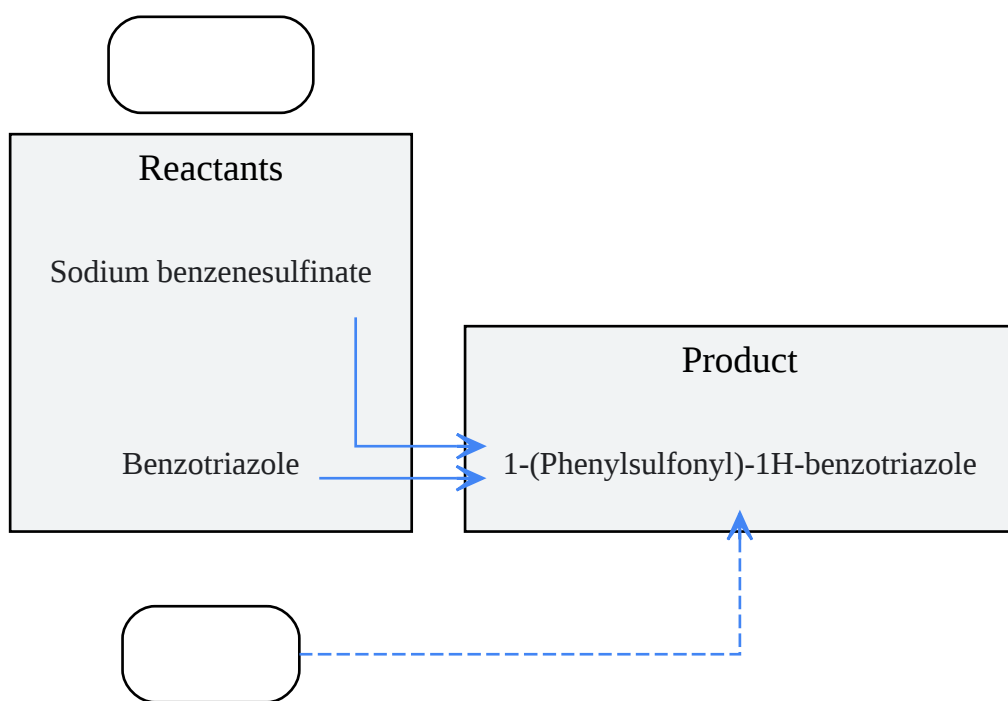 Reactants
Sodium benzenesulfinate
Product
Benzotriazole
1-(Phenylsulfonyl)-1H-benzotriazole